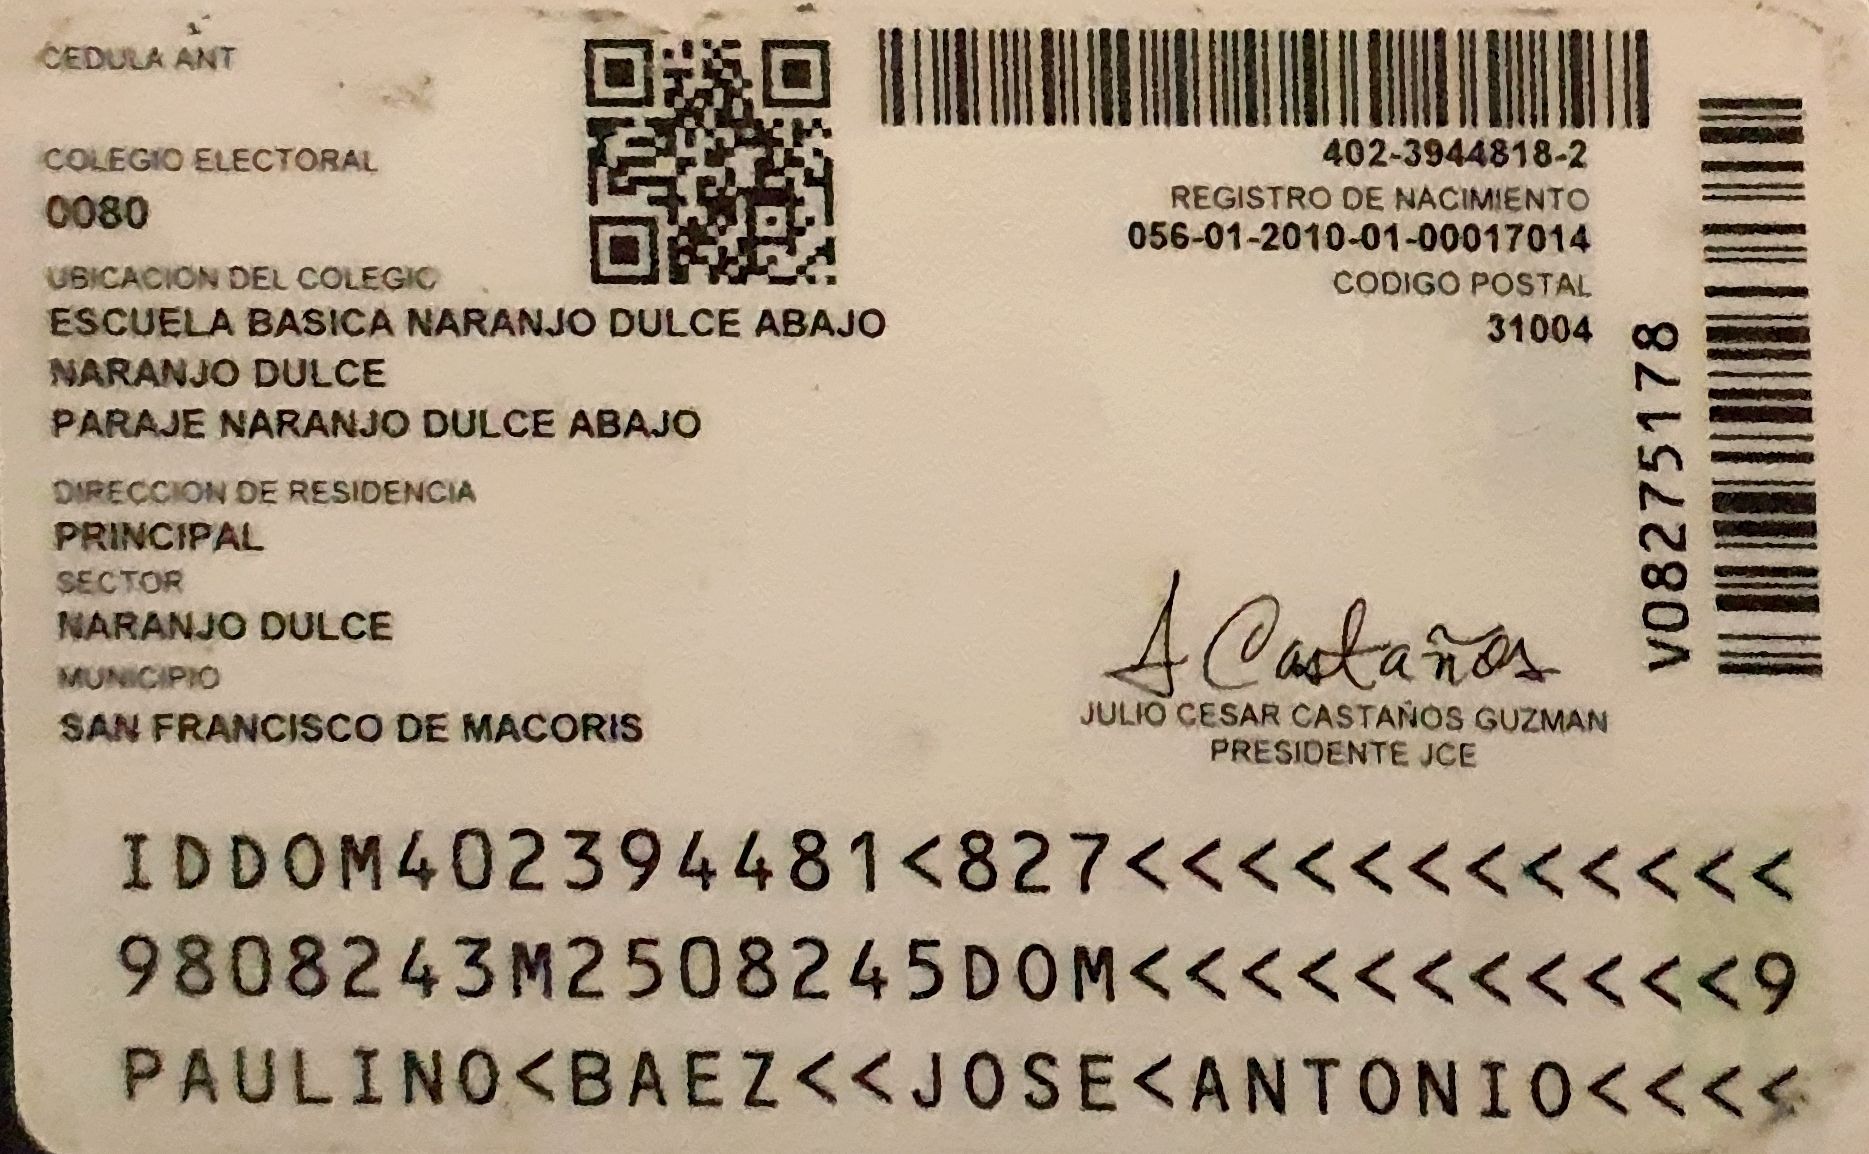 CEDULA ANT
COLEGIO ELECTORAL
0080
UBICACION DEL COLEGIO
ESCUELA BASICA NARANJO DULCE ABAJO
NARANJO DULCE
PARAJE NARANJO DULCE ABAJO
DIRECCION DE RESIDENCIA
PRINCIPAL
SECTOR
NARANJO DULCE
MUNICIPIO
SAN FRANCISCO DE MACORIS
402-3944818-2
REGISTRO DE NACIMIENTO
056-01-2010-01-00017014
CODIGO POSTAL
31004
V08275178
J Castaños
JULIO CESAR CASTAÑOS GUZMAN
PRESIDENTE JCE
IDDOM402394481<827<<<<<<<<<<<<
9808243M2508245DOM<<<<<<<<<<<9
PAULINO<BAEZ<<JOSE<ANTONIO<<<<